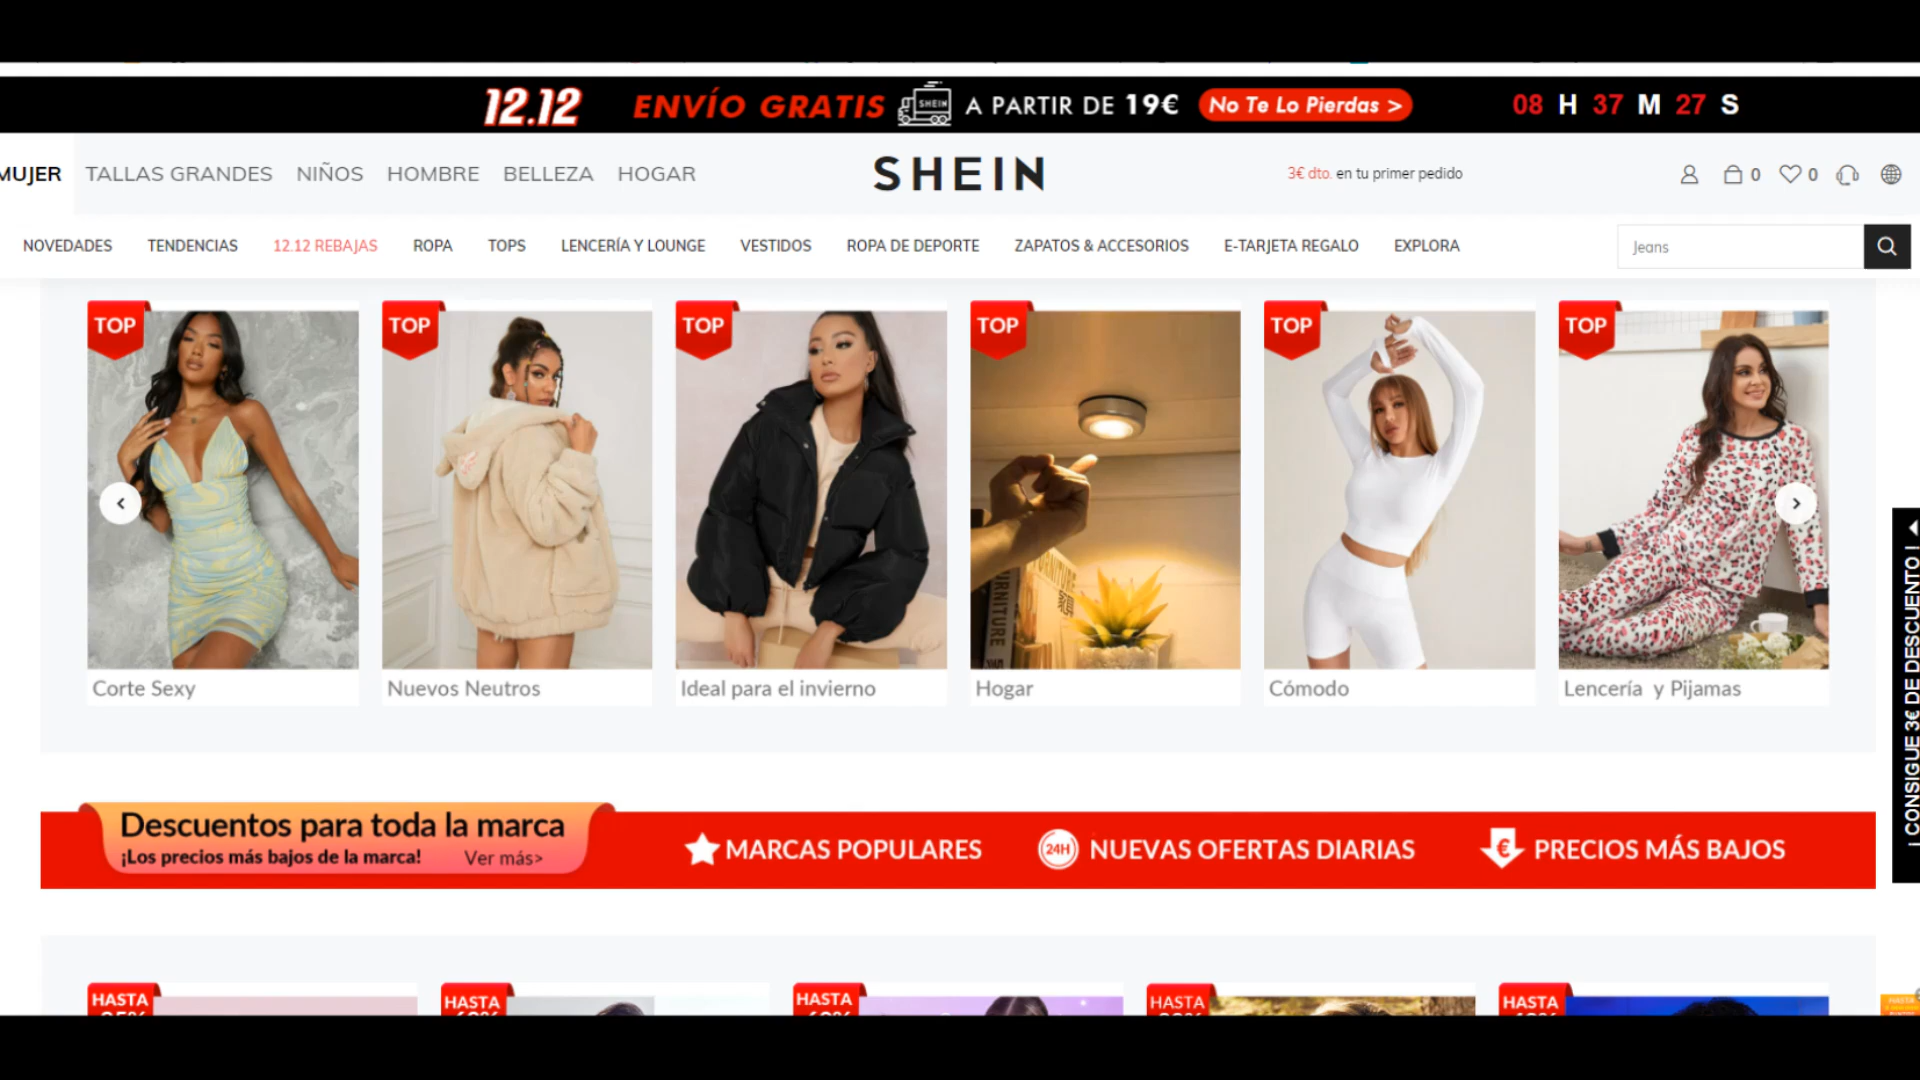 12.12 ENVÍO GRATIS SHEIN A PARTIR DE 19€ No Te Lo Pierdas > 08 H 37 M 27 S
MUJER TALLAS GRANDES NIÑOS HOMBRE BELLEZA HOGAR SHEIN 3€ dto. en tu primer pedido 0 0
NOVEDADES TENDENCIAS 12.12 REBAJAS ROPA TOPS LENCERÍA Y LOUNGE VESTIDOS ROPA DE DEPORTE ZAPATOS & ACCESORIOS E-TARJETA REGALO EXPLORA Jeans
TOP TOP TOP TOP TOP TOP
FURNITURE
Corte Sexy Nuevos Neutros Ideal para el invierno Hogar Cómodo Lencería y Pijamas
¡ CONSIGUE 3€ DE DESCUENTO !
Descuentos para toda la marca
¡Los precios más bajos de la marca! Ver más>
MARCAS POPULARES 24H NUEVAS OFERTAS DIARIAS € PRECIOS MÁS BAJOS
HASTA HASTA HASTA HASTA HASTA